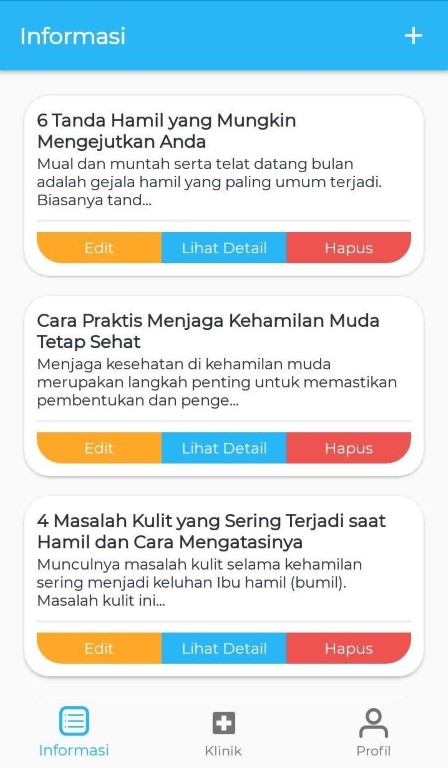 Informasi +
6 Tanda Hamil yang Mungkin
Mengejutkan Anda
Mual dan muntah serta telat datang bulan
adalah gejala hamil yang paling umum terjadi.
Biasanya tand...
Edit Lihat Detail Hapus
Cara Praktis Menjaga Kehamilan Muda
Tetap Sehat
Menjaga kesehatan di kehamilan muda
merupakan langkah penting untuk memastikan
pembentukan dan penge...
Edit Lihat Detail Hapus
4 Masalah Kulit yang Sering Terjadi saat
Hamil dan Cara Mengatasinya
Munculnya masalah kulit selama kehamilan
sering menjadi keluhan Ibu hamil (bumil).
Masalah kulit ini...
Edit Lihat Detail Hapus
Informasi Klinik Profil